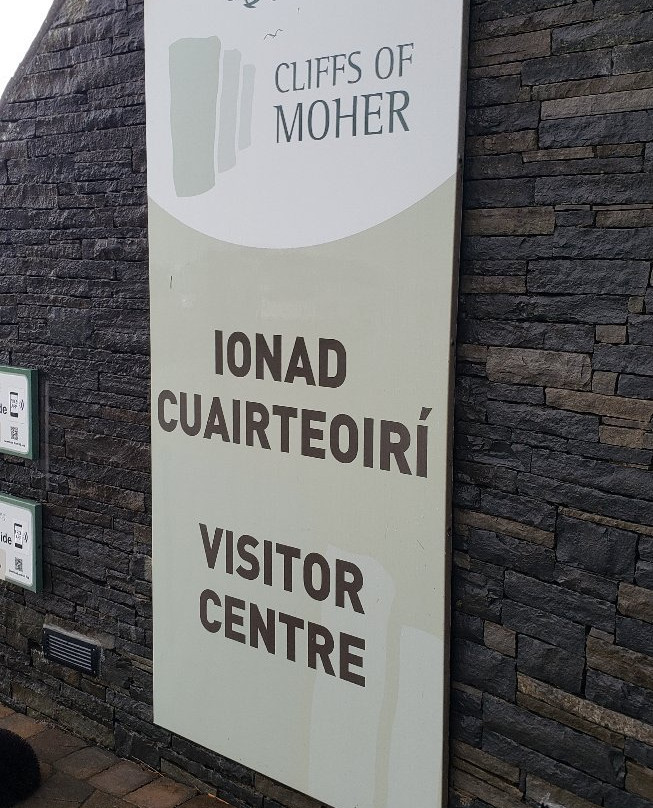 CLIFFS OF
MOHER
IONAD
CUAIRTEOIRÍ
VISITOR
CENTRE